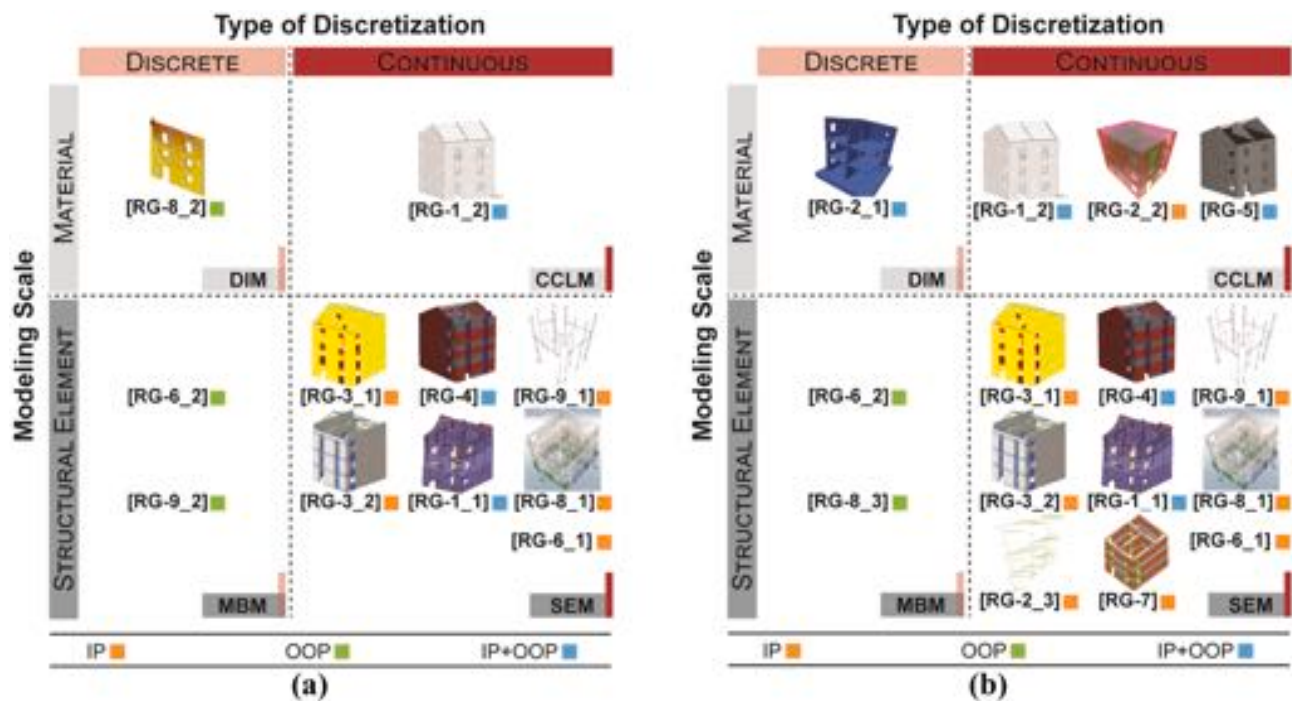 Type of Discretization
DISCRETE CONTINUOUS
Modeling Scale
MATERIAL
[RG-8_2] [RG-1_2]
DIM CCLM
STRUCTURAL ELEMENT
[RG-6_2] [RG-3_1] [RG-4] [RG-9_1]
[RG-9_2] [RG-3_2] [RG-1_1] [RG-8_1]
[RG-6_1]
MBM SEM
IP OOP IP+OOP
(a)
Type of Discretization
DISCRETE CONTINUOUS
Modeling Scale
MATERIAL
[RG-2_1] [RG-1_2] [RG-2_2] [RG-5]
DIM CCLM
STRUCTURAL ELEMENT
[RG-6_2] [RG-3_1] [RG-4] [RG-9_1]
[RG-8_3] [RG-3_2] [RG-1_1] [RG-8_1]
[RG-6_1]
[RG-2_3] [RG-7]
MBM SEM
IP OOP IP+OOP
(b)